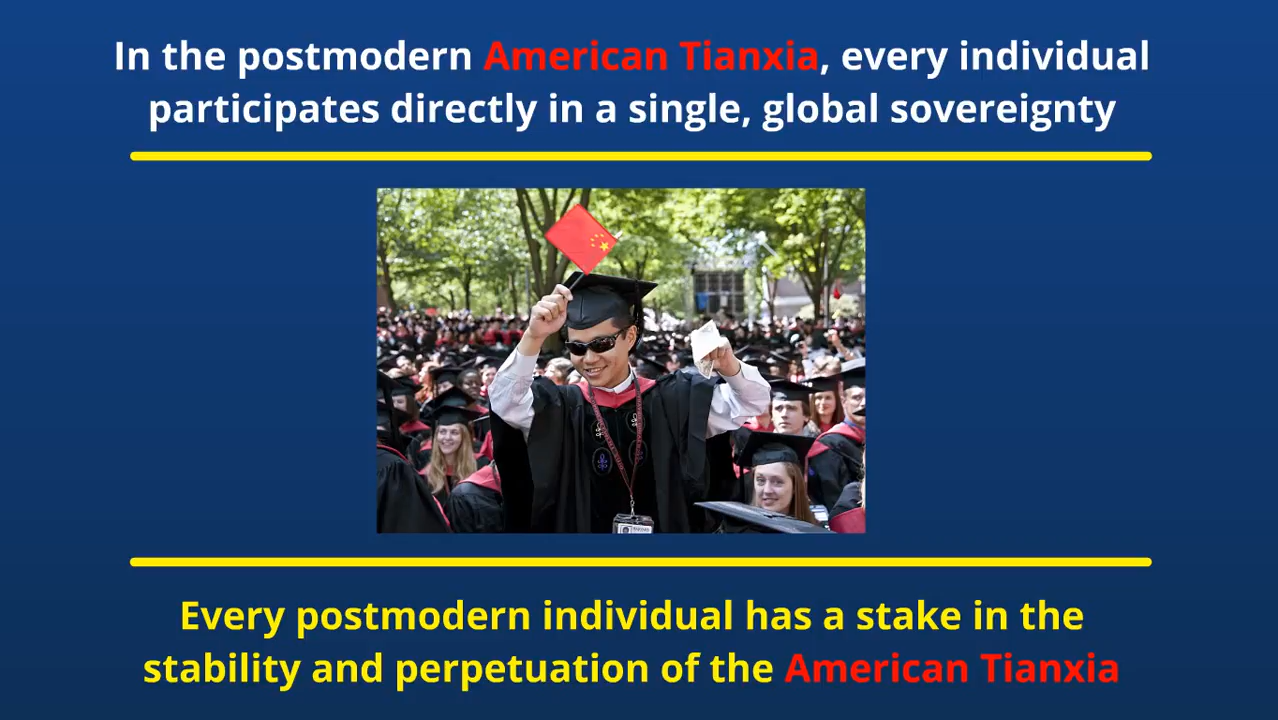 In the postmodern American Tianxia, every individual
participates directly in a single, global sovereignty
Every postmodern individual has a stake in the
stability and perpetuation of the American Tianxia